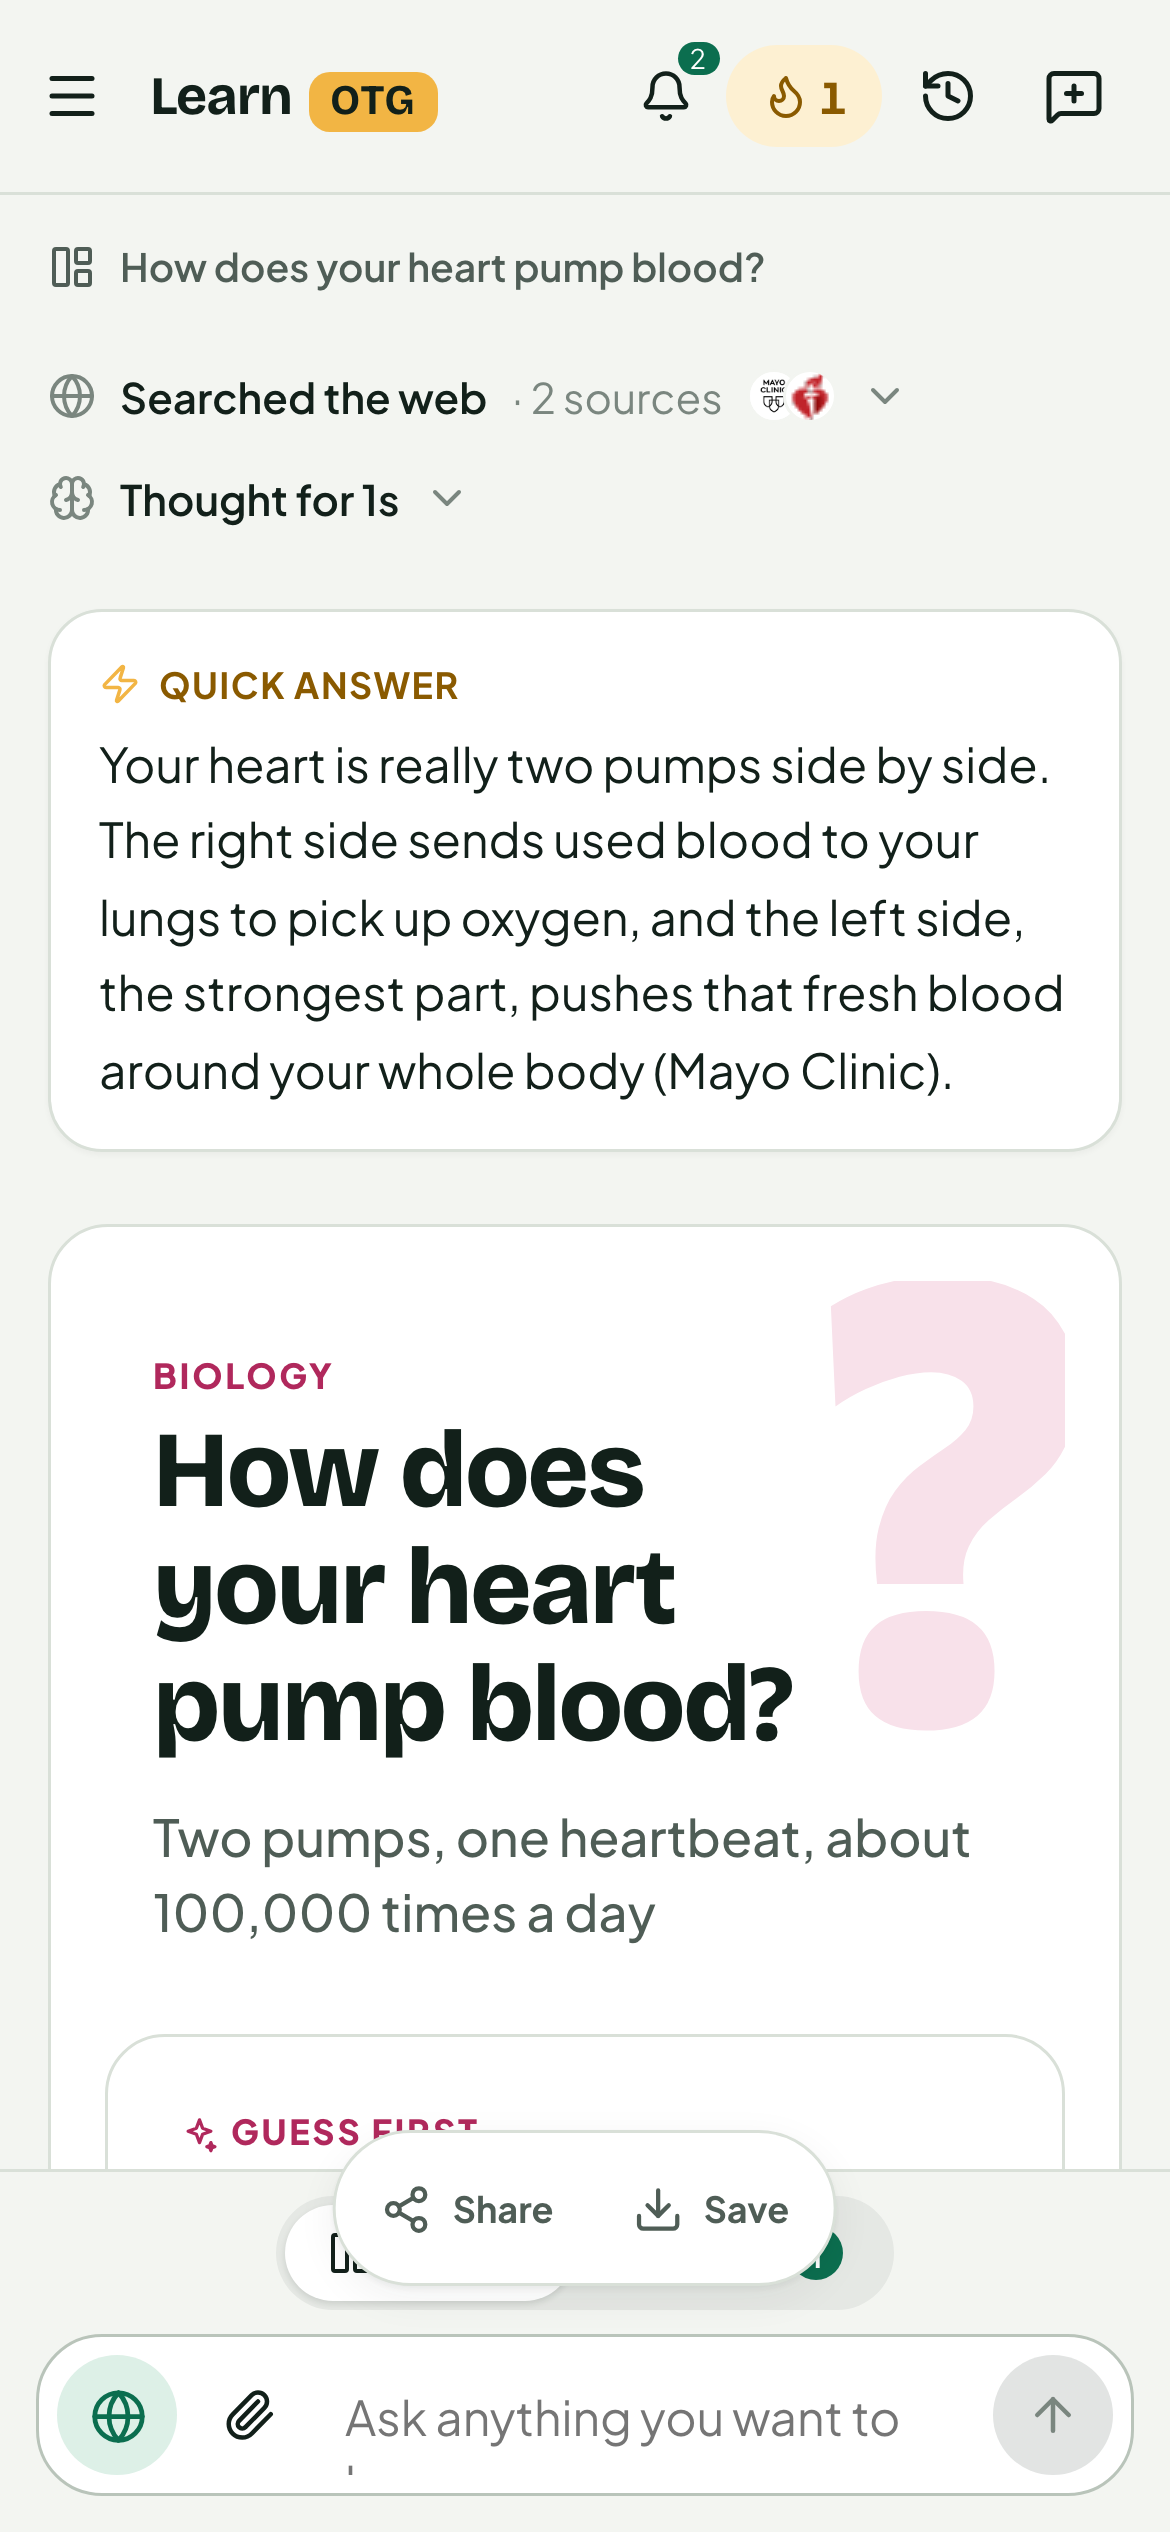 Learn OTG
2
1
How does your heart pump blood?
Searched the web · 2 sources
MAYO CLINIC
Thought for 1s
QUICK ANSWER
Your heart is really two pumps side by side.
The right side sends used blood to your
lungs to pick up oxygen, and the left side,
the strongest part, pushes that fresh blood
around your whole body (Mayo Clinic).
BIOLOGY
How does
your heart
pump blood?
?
Two pumps, one heartbeat, about
100,000 times a day
GUESS FIRST
Share
Save
Ask anything you want to